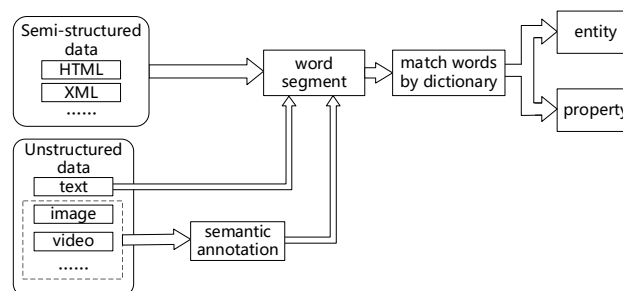 Semi-structured
data
HTML
XML
......
Unstructured
data
text
image
video
......
semantic
annotation
word
segment
match words
by dictionary
entity
property